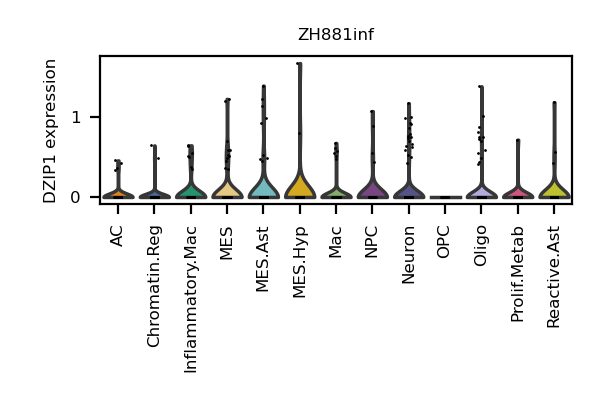 ZH881inf
DZIP1 expression
1
0
AC
Chromatin.Reg
Inflammatory.Mac
MES
MES.Ast
MES.Hyp
Mac
NPC
Neuron
OPC
Oligo
Prolif.Metab
Reactive.Ast